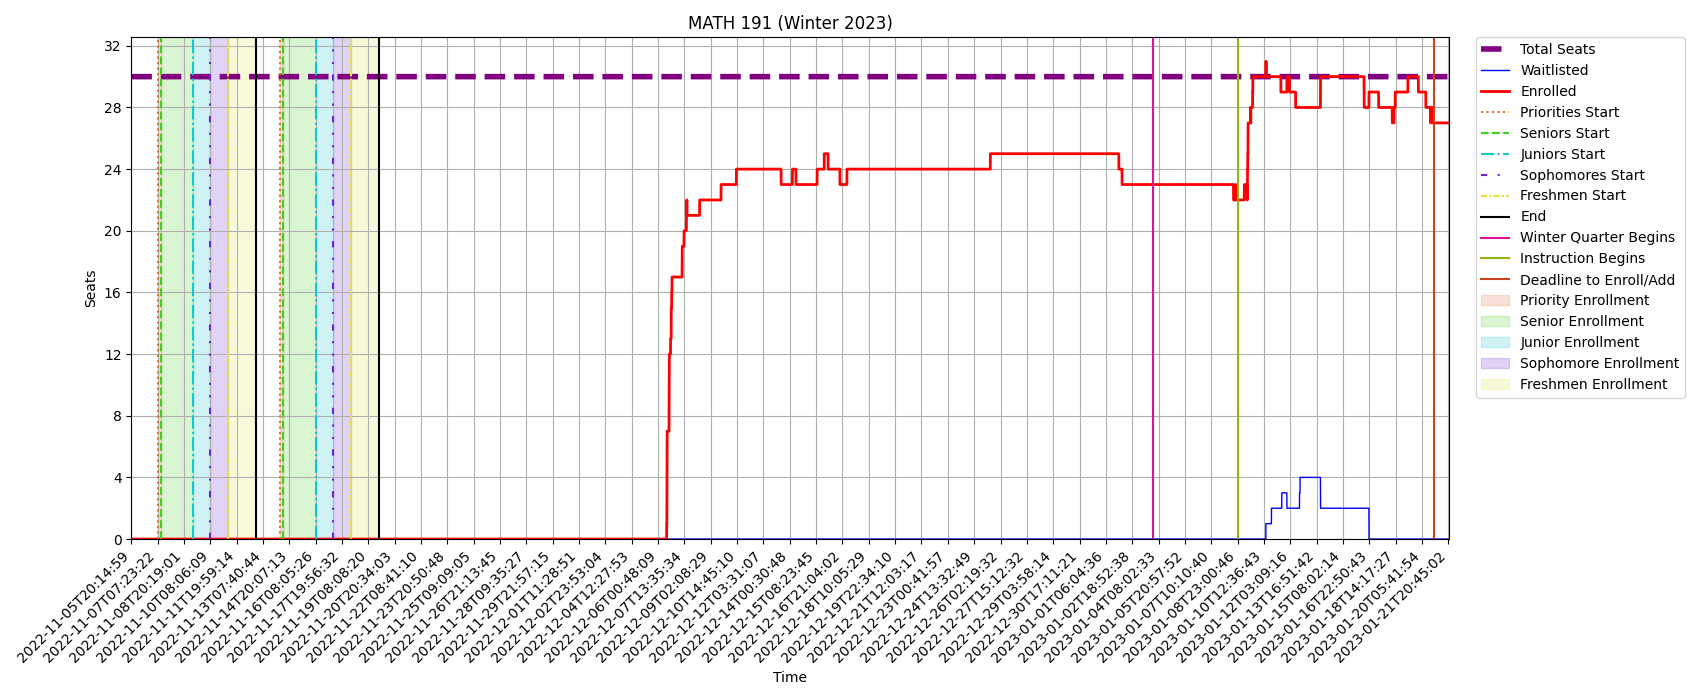 MATH 191 (Winter 2023)
Seats
32
28
24
20
16
12
8
4
0
2022-11-05T20:14:59
2022-11-07T07:23:22
2022-11-08T20:19:01
2022-11-10T08:06:09
2022-11-11T19:59:14
2022-11-13T07:40:44
2022-11-14T20:07:13
2022-11-16T08:05:26
2022-11-17T19:56:32
2022-11-19T08:08:20
2022-11-20T20:34:03
2022-11-22T08:41:10
2022-11-23T20:50:48
2022-11-25T09:09:05
2022-11-26T21:13:45
2022-11-28T09:35:27
2022-11-29T21:57:15
2022-12-01T11:28:51
2022-12-02T23:53:04
2022-12-04T12:27:53
2022-12-06T00:48:09
2022-12-07T13:35:34
2022-12-09T02:08:29
2022-12-10T14:45:10
2022-12-12T03:31:07
2022-12-14T00:30:48
2022-12-15T08:23:45
2022-12-16T21:04:02
2022-12-18T10:05:29
2022-12-19T22:34:10
2022-12-21T12:03:17
2022-12-23T00:41:57
2022-12-24T13:32:49
2022-12-26T02:19:32
2022-12-27T15:12:32
2022-12-29T03:58:14
2022-12-30T17:11:21
2023-01-01T06:04:36
2023-01-02T18:52:38
2023-01-04T08:02:35
2023-01-05T20:57:52
2023-01-07T10:10:40
2023-01-08T23:00:46
2023-01-10T12:36:43
2023-01-12T03:09:16
2023-01-13T16:51:42
2023-01-15T08:02:14
2023-01-16T22:50:43
2023-01-18T14:17:27
2023-01-20T05:41:54
2023-01-21T20:45:02
Time
Total Seats
Waitlisted
Enrolled
Priorities Start
Seniors Start
Juniors Start
Sophomores Start
Freshmen Start
End
Winter Quarter Begins
Instruction Begins
Deadline to Enroll/Add
Priority Enrollment
Senior Enrollment
Junior Enrollment
Sophomore Enrollment
Freshmen Enrollment